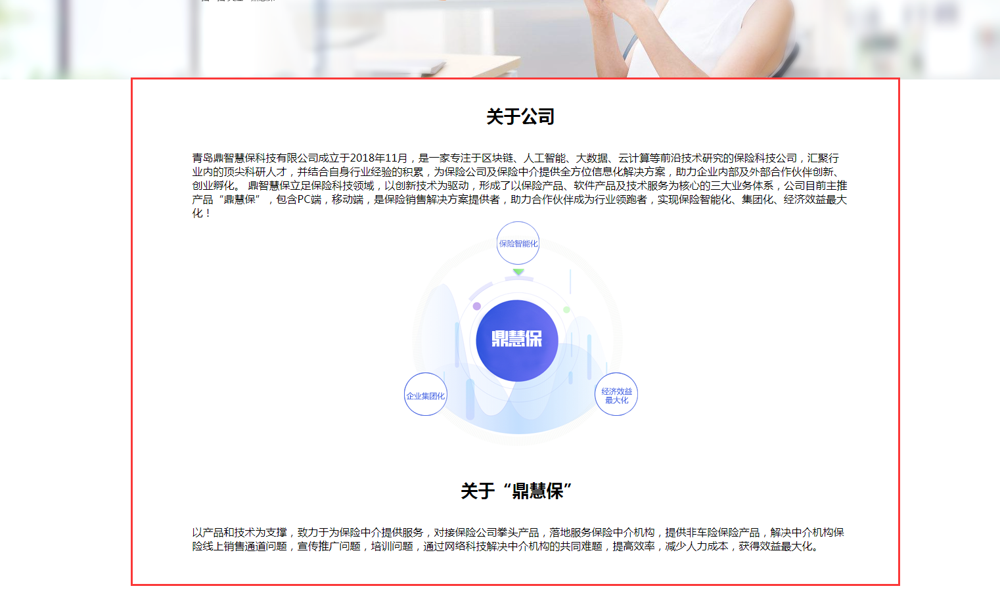 关于公司
青岛鼎智慧保科技有限公司成立于2018年11月，是一家专注于区块链、人工智能、大数据、云计算等前沿技术研究的保险科技公司，汇聚行
业内的顶尖科研人才，并结合自身行业经验的积累，为保险公司及保险中介提供全方位信息化解决方案，助力企业内部及外部合作伙伴创新、
创业孵化。 鼎智慧保立足保险科技领域，以创新技术为驱动，形成了以保险产品、软件产品及技术服务为核心的三大业务体系，公司目前主推
产品“鼎慧保”，包含PC端，移动端，是保险销售解决方案提供者，助力合作伙伴成为行业领跑者，实现保险智能化、集团化、经济效益最大
化！
保险智能化
鼎慧保
企业集团化
经济效益
最大化
关于“鼎慧保”
以产品和技术为支撑，致力于为保险中介提供服务，对接保险公司拳头产品，落地服务保险中介机构，提供非车险保险产品，解决中介机构保
险线上销售通道问题，宣传推广问题，培训问题，通过网络科技解决中介机构的共同难题，提高效率，减少人力成本，获得效益最大化。